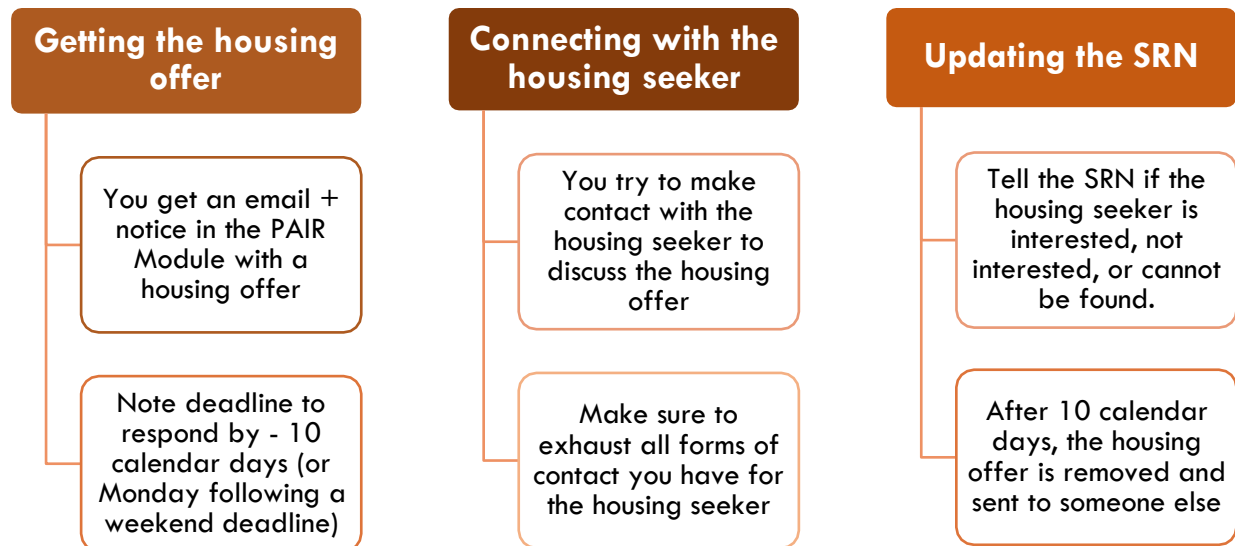 Getting the housing
offer
You get an email +
notice in the PAIR
Module with a
housing offer
Note deadline to
respond by - 10
calendar days (or
Monday following a
weekend deadline)
Connecting with the
housing seeker
You try to make
contact with the
housing seeker to
discuss the housing
offer
Make sure to
exhaust all forms of
contact you have for
the housing seeker
Updating the SRN
Tell the SRN if the
housing seeker is
interested, not
interested, or cannot
be found.
After 10 calendar
days, the housing
offer is removed and
sent to someone else